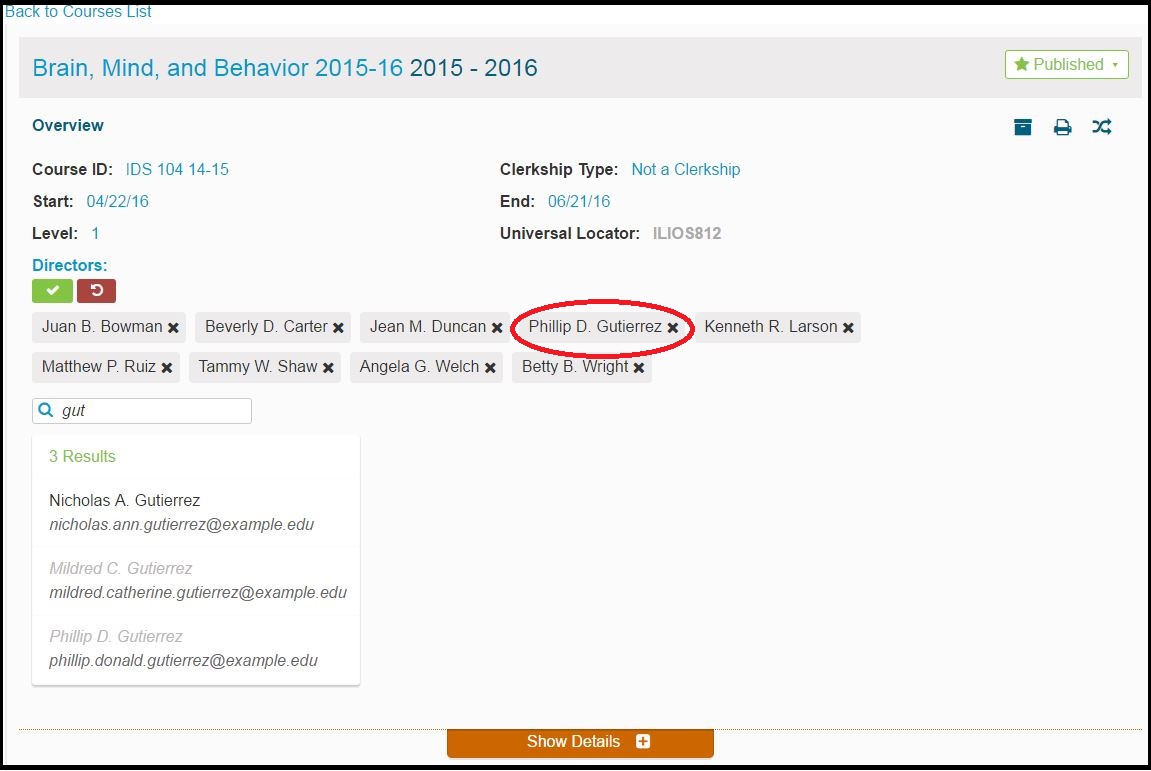 Back to Courses List
Brain, Mind, and Behavior 2015-16 2015 - 2016
Published
Overview
Course ID: IDS 104 14-15
Clerkship Type: Not a Clerkship
Start: 04/22/16
End: 06/21/16
Level: 1
Universal Locator: ILIOS812
Directors:
Juan B. Bowman Beverly D. Carter Jean M. Duncan Phillip D. Gutierrez Kenneth R. Larson
Matthew P. Ruiz Tammy W. Shaw Angela G. Welch Betty B. Wright
gut
3 Results
Nicholas A. Gutierrez
nicholas.ann.gutierrez@example.edu
Mildred C. Gutierrez
mildred.catherine.gutierrez@example.edu
Phillip D. Gutierrez
phillip.donald.gutierrez@example.edu
Show Details